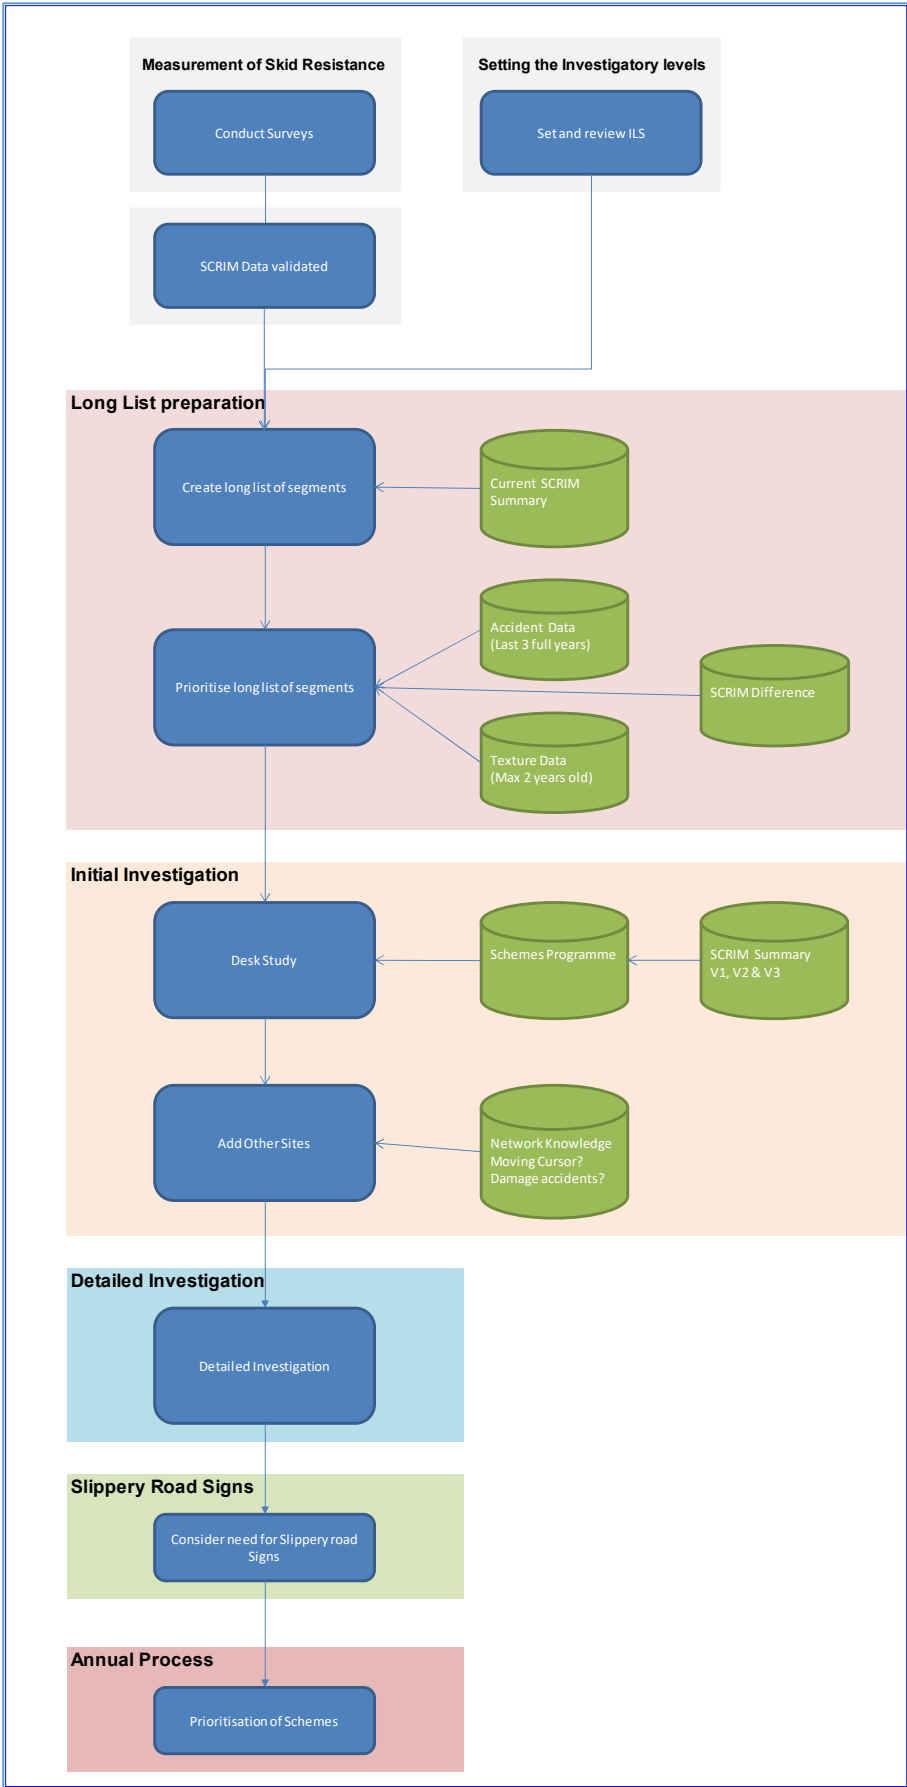 Measurement of Skid Resistance
Setting the Investigatory levels
Conduct Surveys
Set and review ILS
SCRIM Data validated
Long List preparation
Create long list of segments
Current SCRIM
Summary
Accident Data
(Last 3 full years)
Prioritise long list of segments
SCRIM Difference
Texture Data
(Max 2 years old)
Initial Investigation
Desk Study
Schemes Programme
SCRIM Summary
V1, V2 & V3
Add Other Sites
Network Knowledge
Moving Cursor?
Damage accidents?
Detailed Investigation
Detailed Investigation
Slippery Road Signs
Consider need for Slippery road
Signs
Annual Process
Prioritisation of Schemes